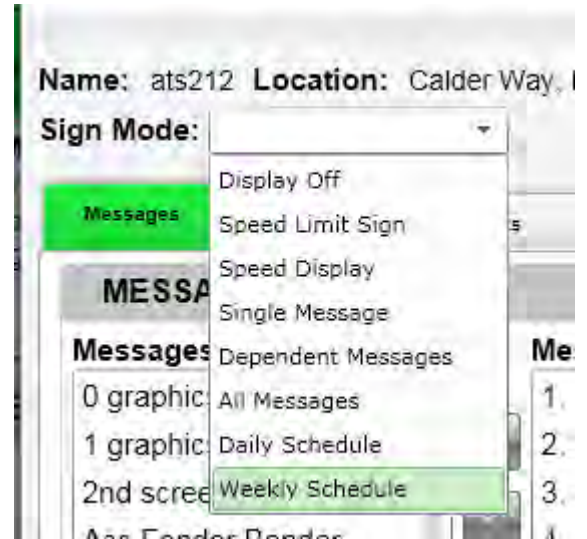 Name: ats212 Location: Calder Way,
Sign Mode:
Display Off
Messages
Speed Limit Sign
s
Speed Display
MESSA
Single Message
Messages
Dependent Messages
Me
0 graphic
All Messages
1.
1 graphic
Daily Schedule
2.
2nd scree
Weekly Schedule
3.